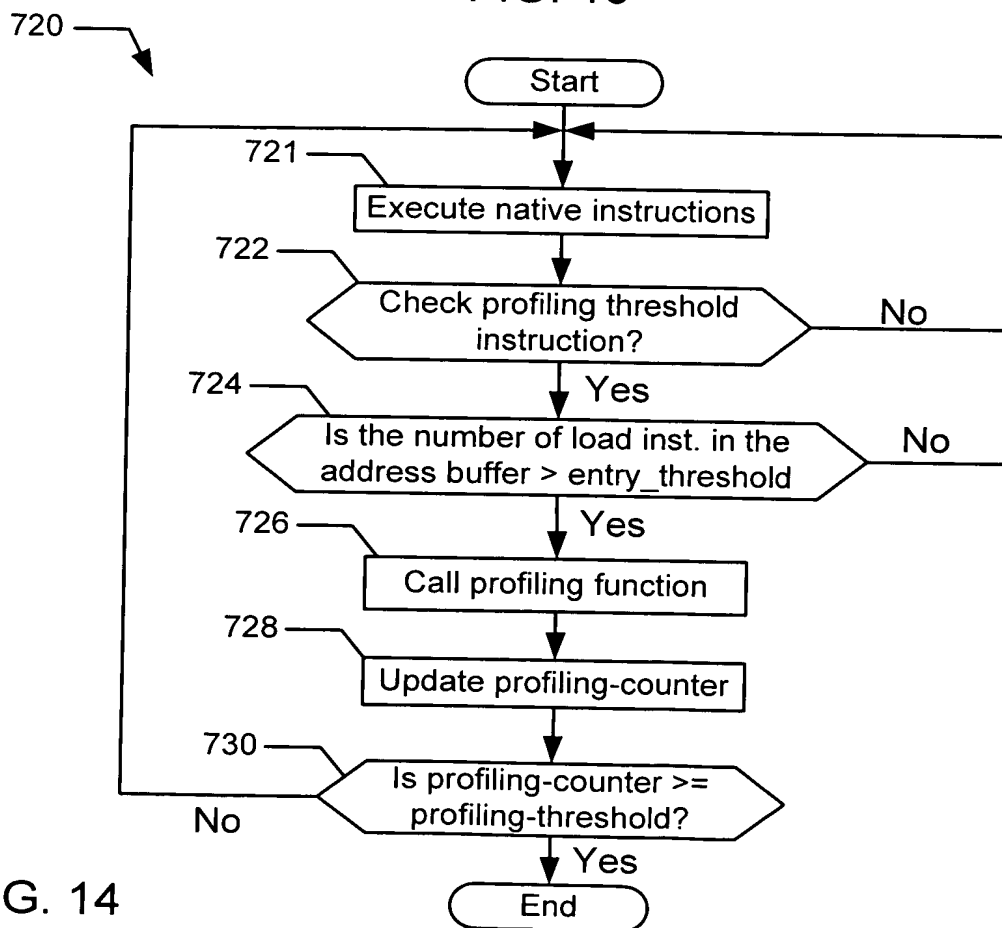 720
Start
721
Execute native instructions
722
Check profiling threshold
instruction?
No
Yes
724
Is the number of load inst. in the
address buffer > entry_threshold
No
Yes
726
Call profiling function
728
Update profiling-counter
730
Is profiling-counter >=
profiling-threshold?
No
Yes
G. 14
End